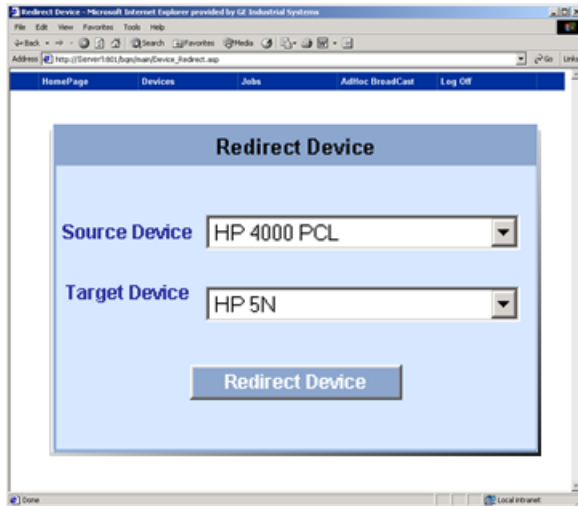 Redirect Device - Microsoft Internet Explorer provided by GE Industrial Systems
File Edit View Favorites Tools Help
Back Search Favorites Media
Address http://Server1:801/bqn/main/Device_Redirect.asp Go Links
HomePage Devices Jobs AdHoc BroadCast Log Off
Redirect Device
Source Device HP 4000 PCL
Target Device HP 5N
Redirect Device
Done Local intranet